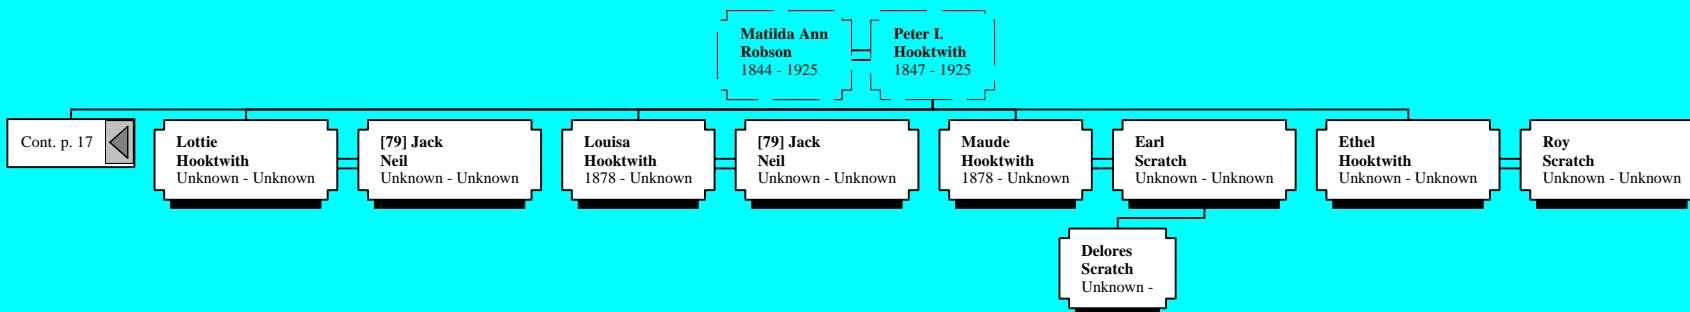 Matilda Ann
Robson
1844 - 1925
Peter I.
Hooktwith
1847 - 1925
Cont. p. 17
Lottie
Hooktwith
Unknown - Unknown
[79] Jack
Neil
Unknown - Unknown
Louisa
Hooktwith
1878 - Unknown
[79] Jack
Neil
Unknown - Unknown
Maude
Hooktwith
1878 - Unknown
Earl
Scratch
Unknown - Unknown
Ethel
Hooktwith
Unknown - Unknown
Roy
Scratch
Unknown - Unknown
Delores
Scratch
Unknown -